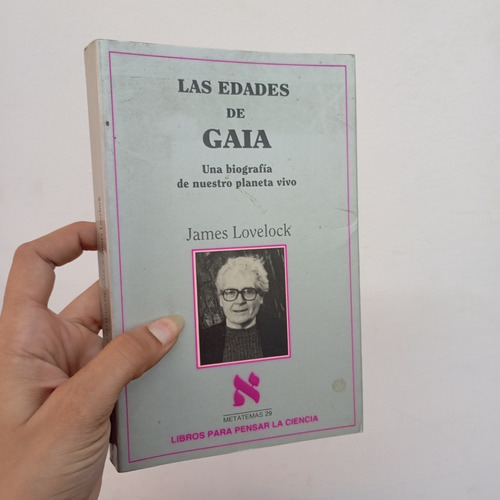 LAS EDADES
DE
GAIA
Una biografía
de nuestro planeta vivo
James Lovelock
METATEMAS 29
LIBROS PARA PENSAR LA CIENCIA